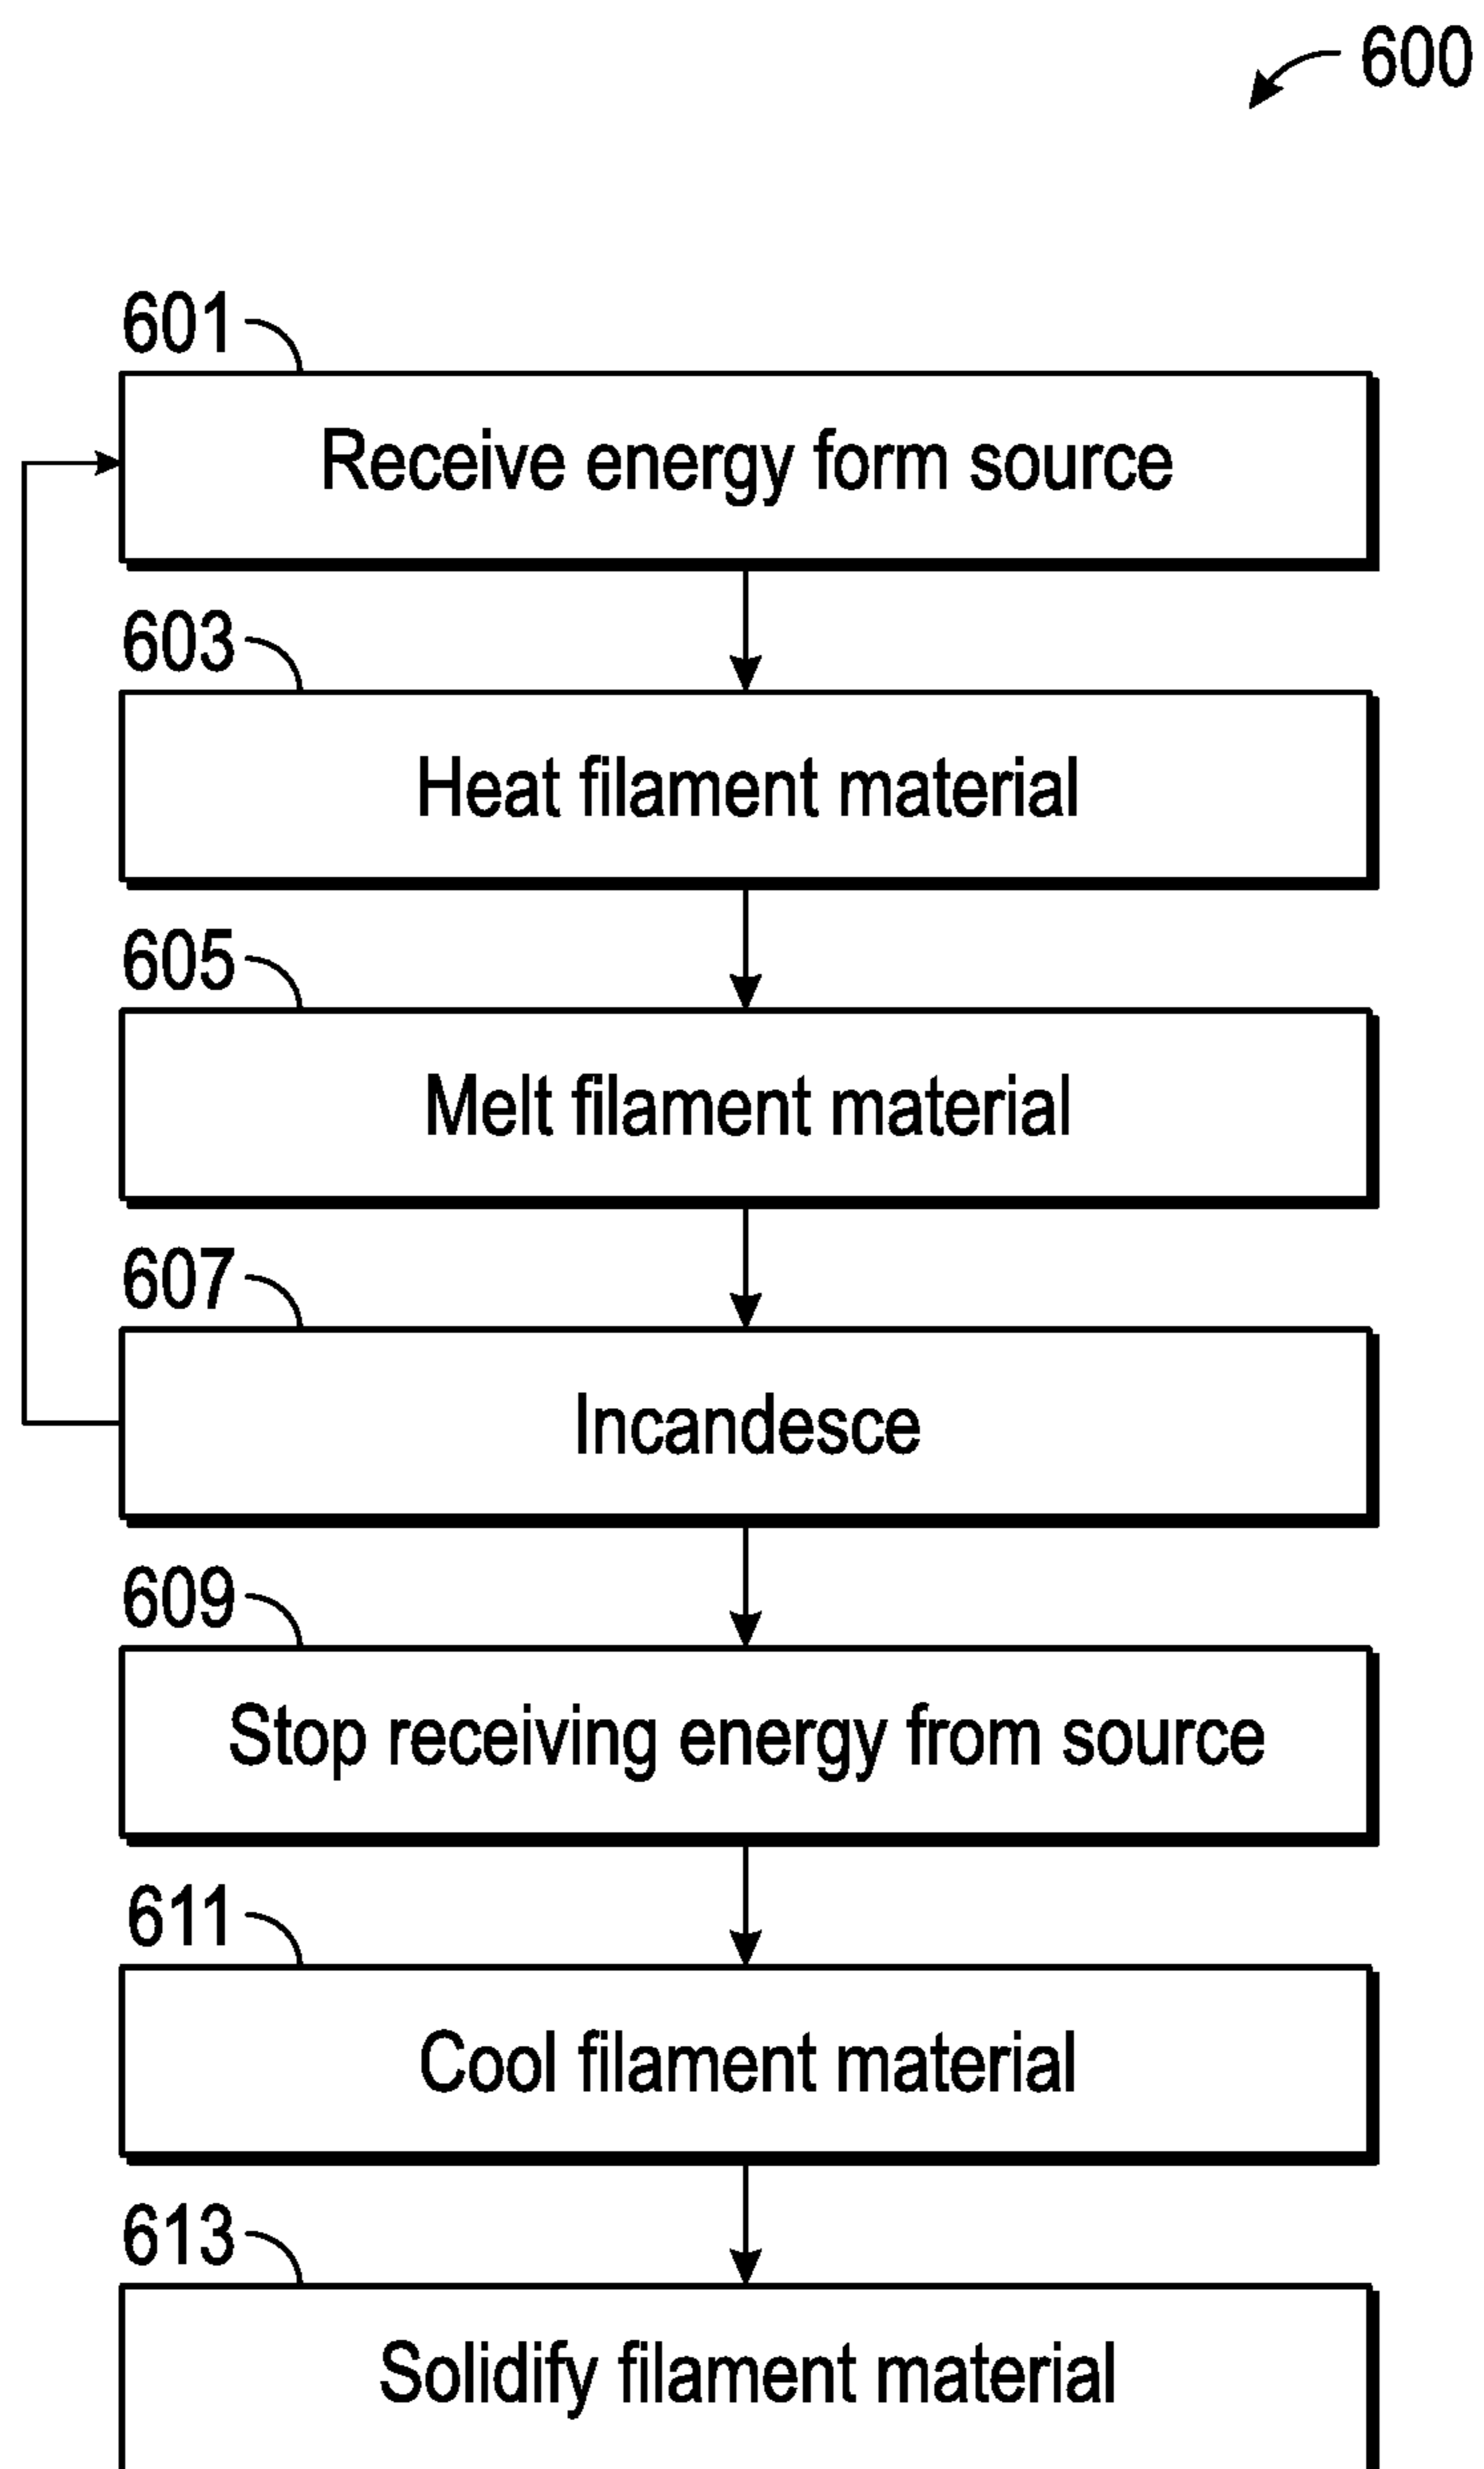 600
601
Receive energy form source
603
Heat filament material
605
Melt filament material
607
Incandesce
609
Stop receiving energy from source
611
Cool filament material
613
Solidify filament material